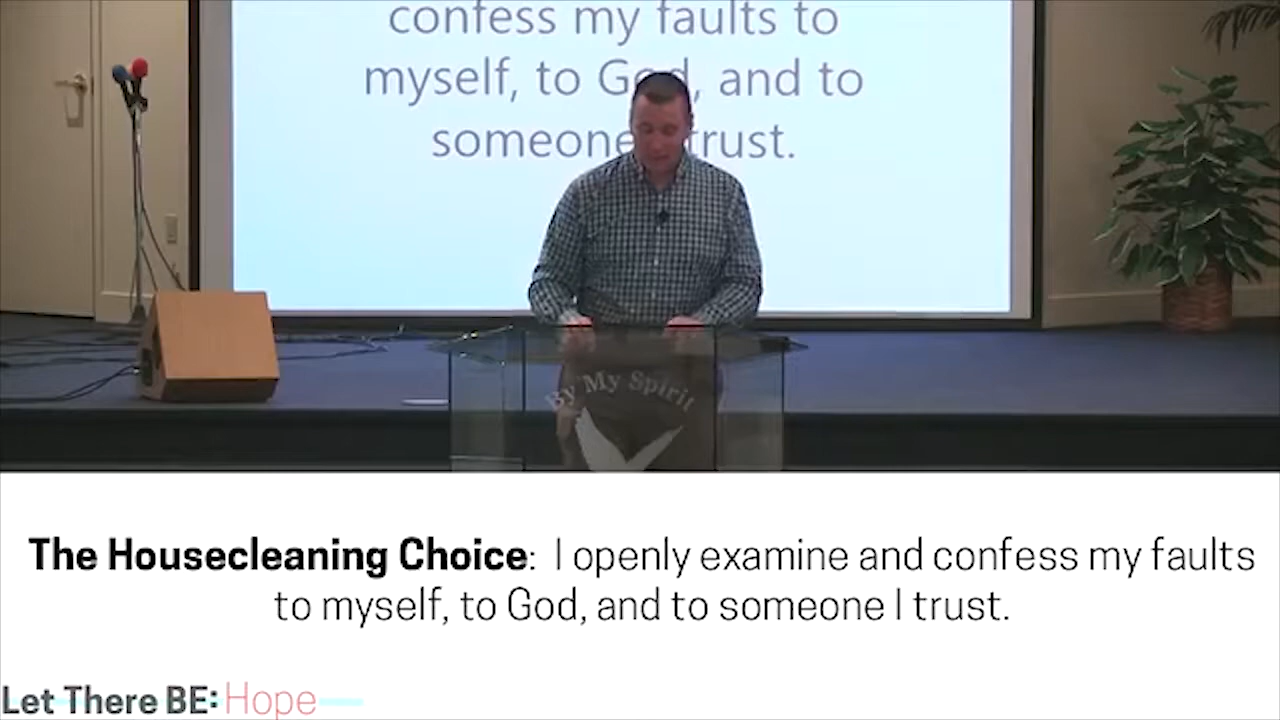 confess my faults to
myself, to God, and to
someone I trust.
By My Spirit
The Housecleaning Choice: I openly examine and confess my faults
to myself, to God, and to someone I trust.
Let There BE: Hope